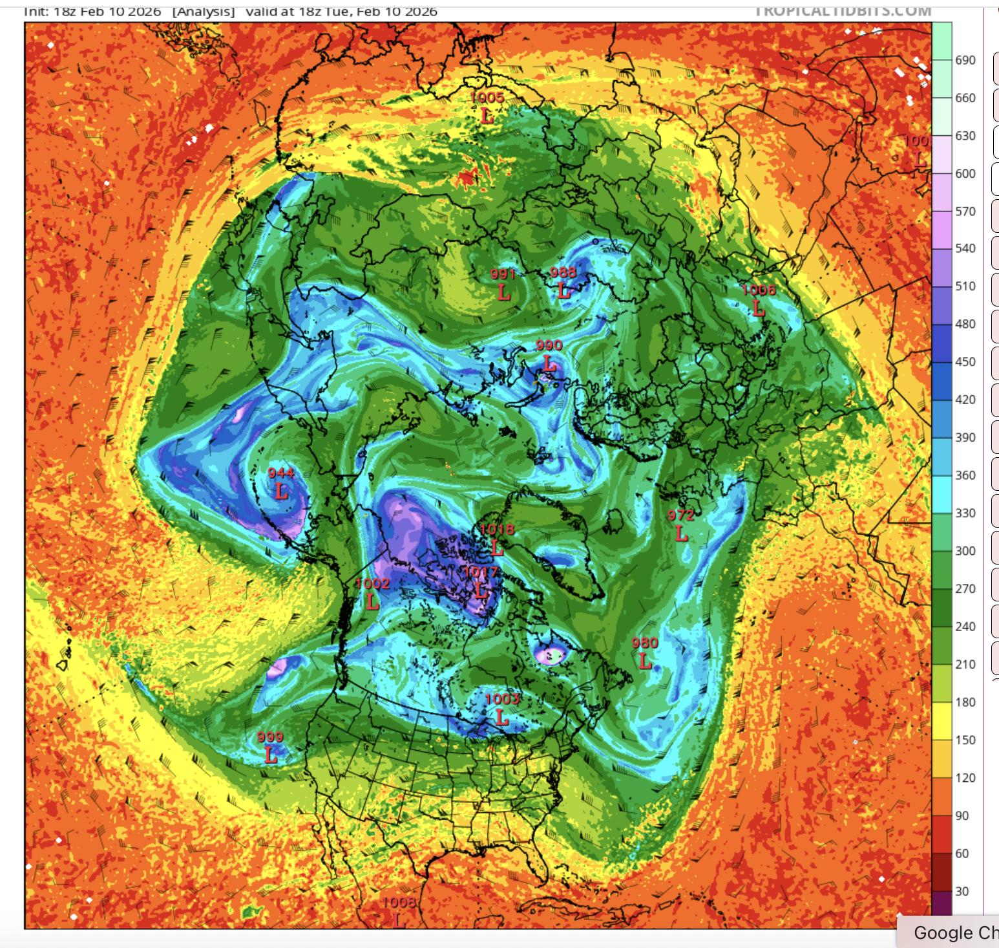 Init: 18z Feb 10 2026 [Analysis] valid at 18z Tue, Feb 10 2026
TROPICALTIDBITS.COM
690
660
630
600
570
540
510
480
450
420
390
360
330
300
270
240
210
180
150
120
90
60
30
1005
L
100
L
991
L
988
L
1006
L
990
L
944
L
972
L
1018
L
1017
L
1002
L
980
L
1003
L
999
L
1008
L
Google Ch